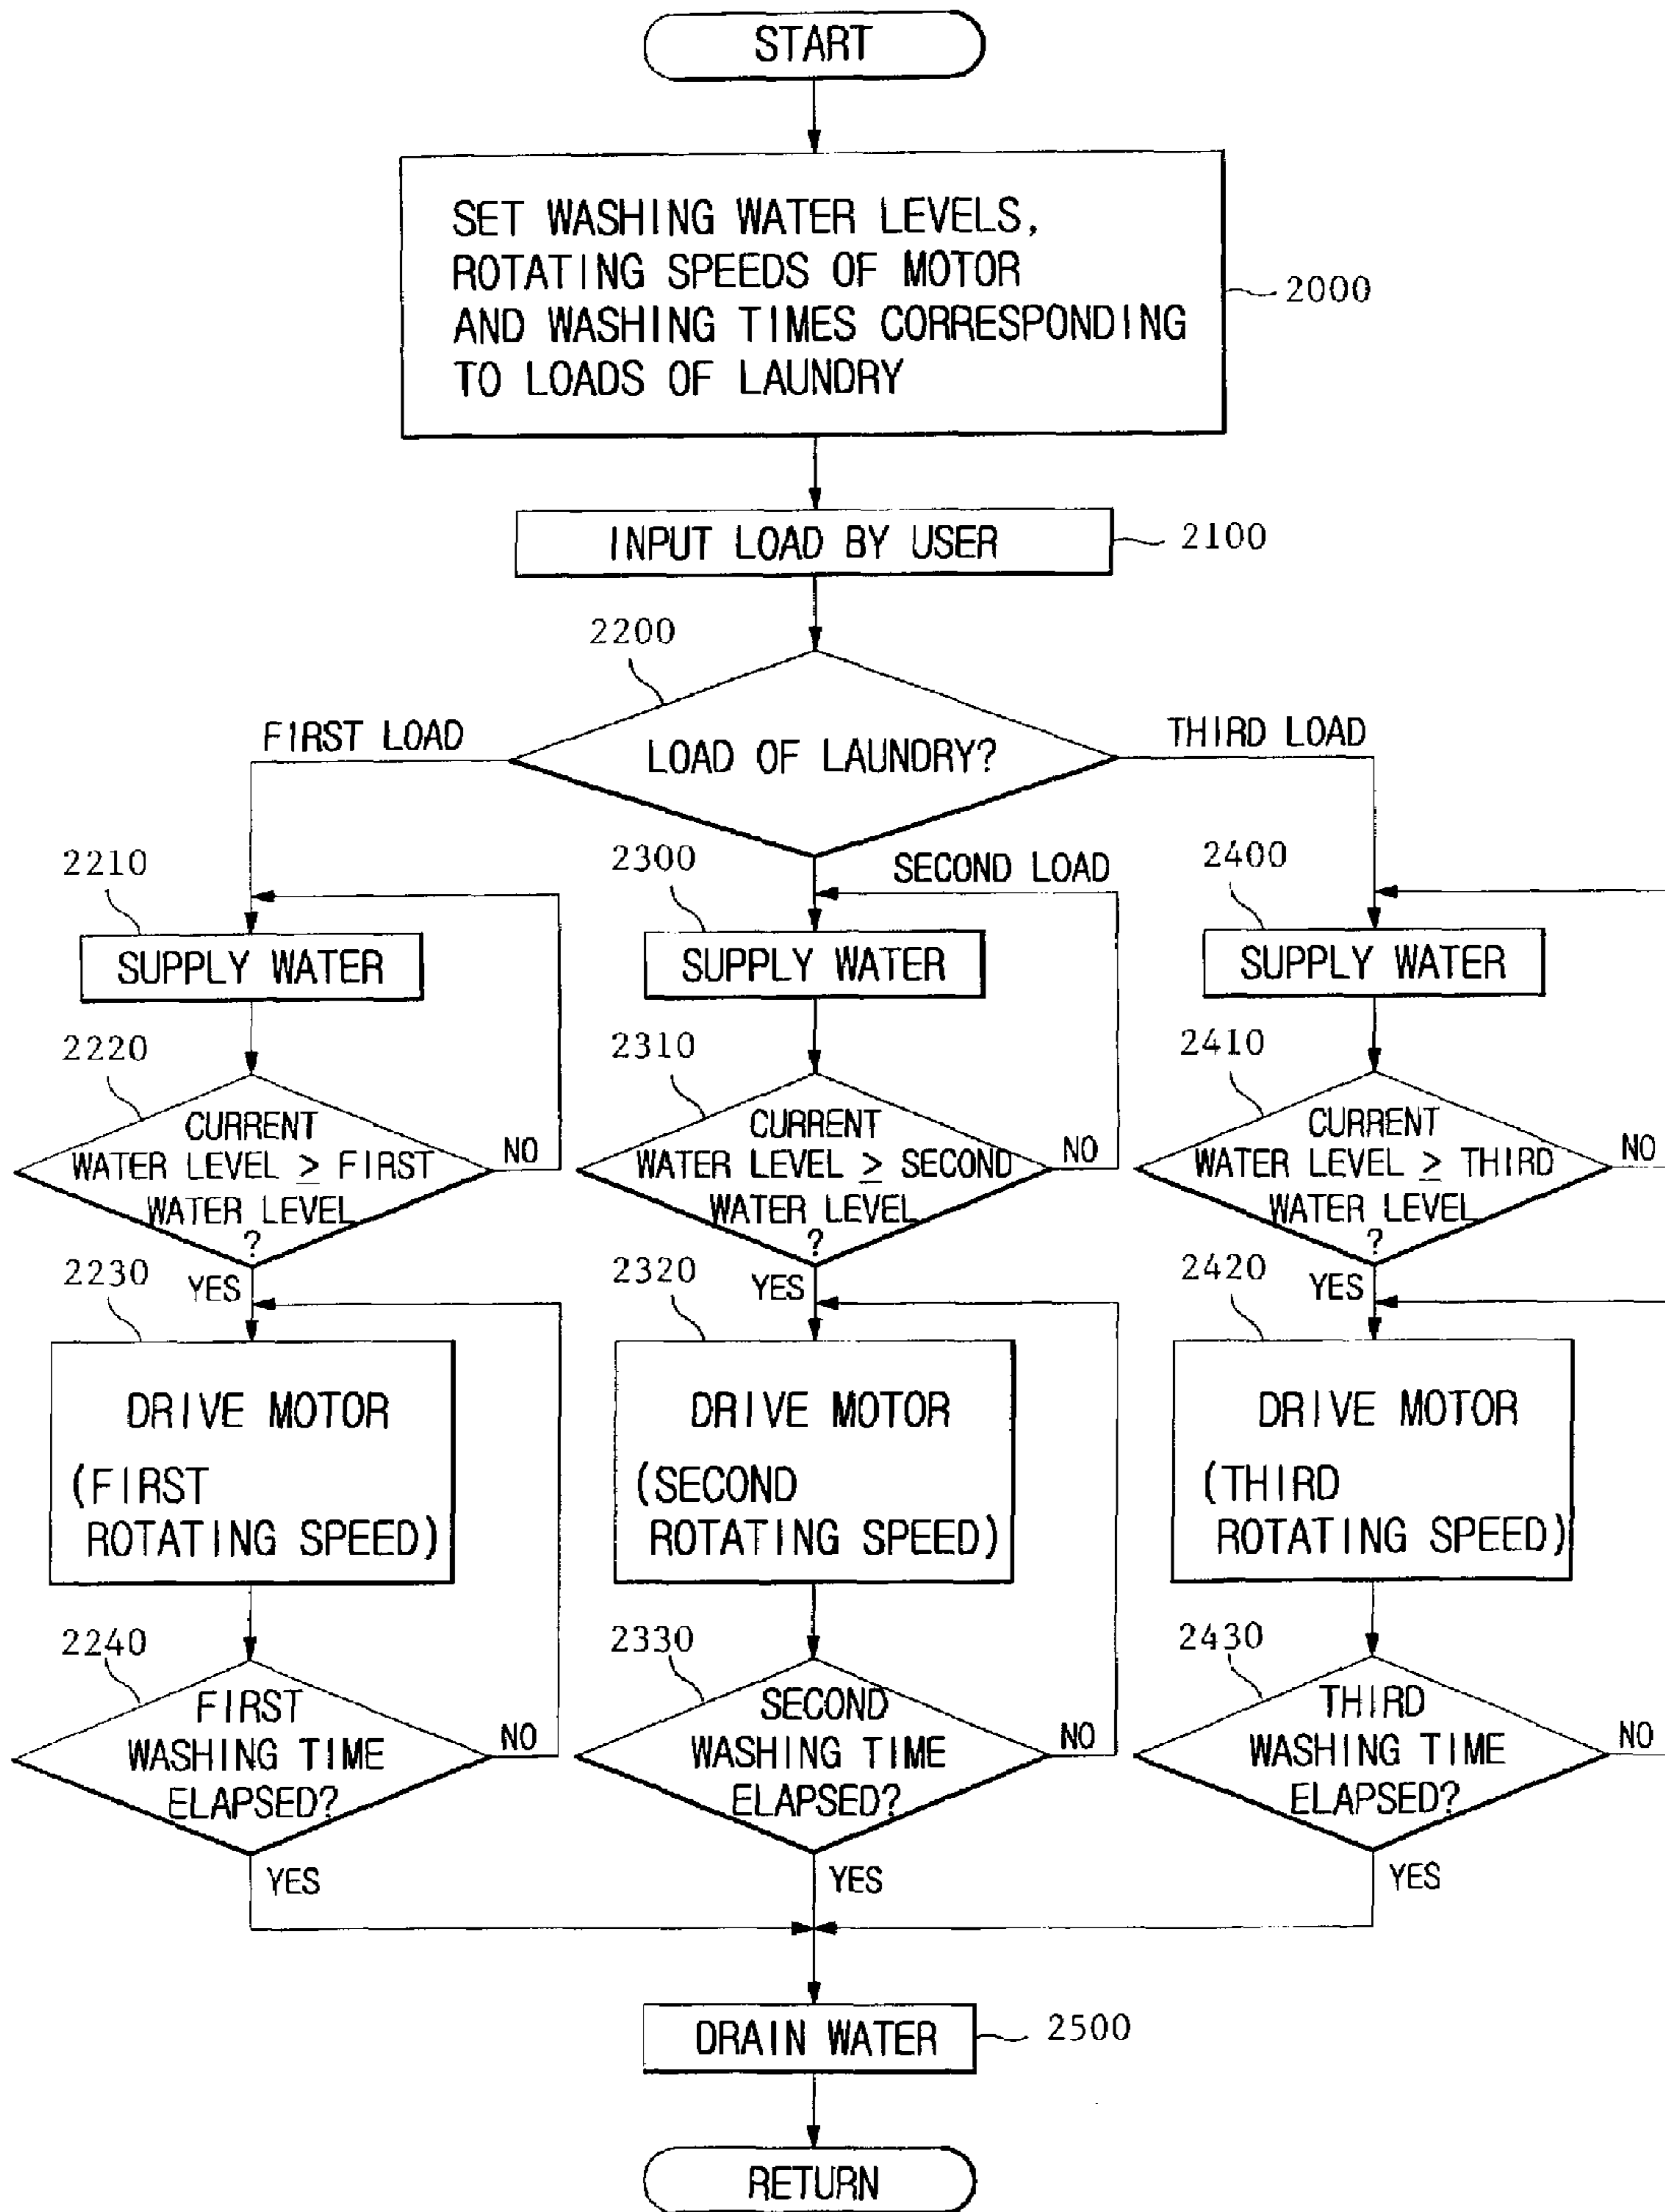 START
SET WASHING WATER LEVELS,
ROTATING SPEEDS OF MOTOR
AND WASHING TIMES CORRESPONDING
TO LOADS OF LAUNDRY
2000
INPUT LOAD BY USER
2100
2200
LOAD OF LAUNDRY?
FIRST LOAD
SECOND LOAD
THIRD LOAD
2210
SUPPLY WATER
2220
CURRENT
WATER LEVEL ≥ FIRST
WATER LEVEL
?
NO
YES
2230
DRIVE MOTOR
(FIRST
ROTATING SPEED)
2240
FIRST
WASHING TIME
ELAPSED?
NO
YES
2300
SUPPLY WATER
2310
CURRENT
WATER LEVEL ≥ SECOND
WATER LEVEL
?
NO
YES
2320
DRIVE MOTOR
(SECOND
ROTATING SPEED)
2330
SECOND
WASHING TIME
ELAPSED?
NO
YES
2400
SUPPLY WATER
2410
CURRENT
WATER LEVEL ≥ THIRD
WATER LEVEL
?
NO
YES
2420
DRIVE MOTOR
(THIRD
ROTATING SPEED)
2430
THIRD
WASHING TIME
ELAPSED?
NO
YES
DRAIN WATER
2500
RETURN